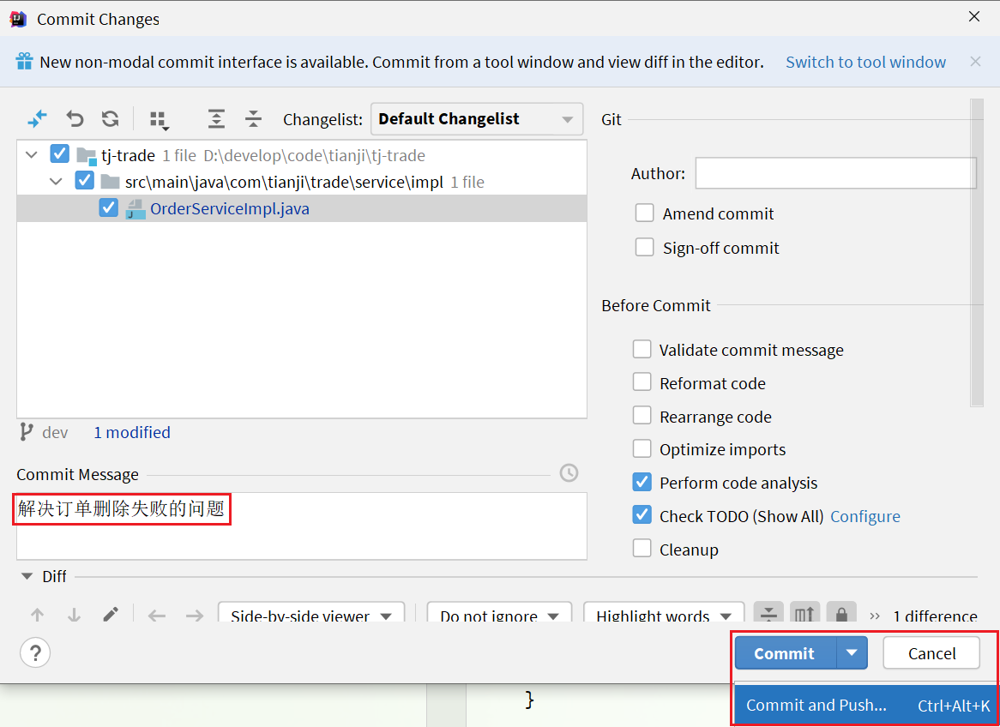 Commit Changes
New non-modal commit interface is available. Commit from a tool window and view diff in the editor. Switch to tool window
Changelist: Default Changelist
tj-trade 1 file D:\develop\code\tianji\tj-trade
src\main\java\com\tianji\trade\service\impl 1 file
OrderServiceImpl.java
dev 1 modified
Commit Message
解决订单删除失败的问题
Git
Author:
Amend commit
Sign-off commit
Before Commit
Validate commit message
Reformat code
Rearrange code
Optimize imports
Perform code analysis
Check TODO (Show All) Configure
Cleanup
Diff
Side-by-side viewer Do not ignore Highlight words 1 difference
? Commit Cancel
Commit and Push... Ctrl+Alt+K
}